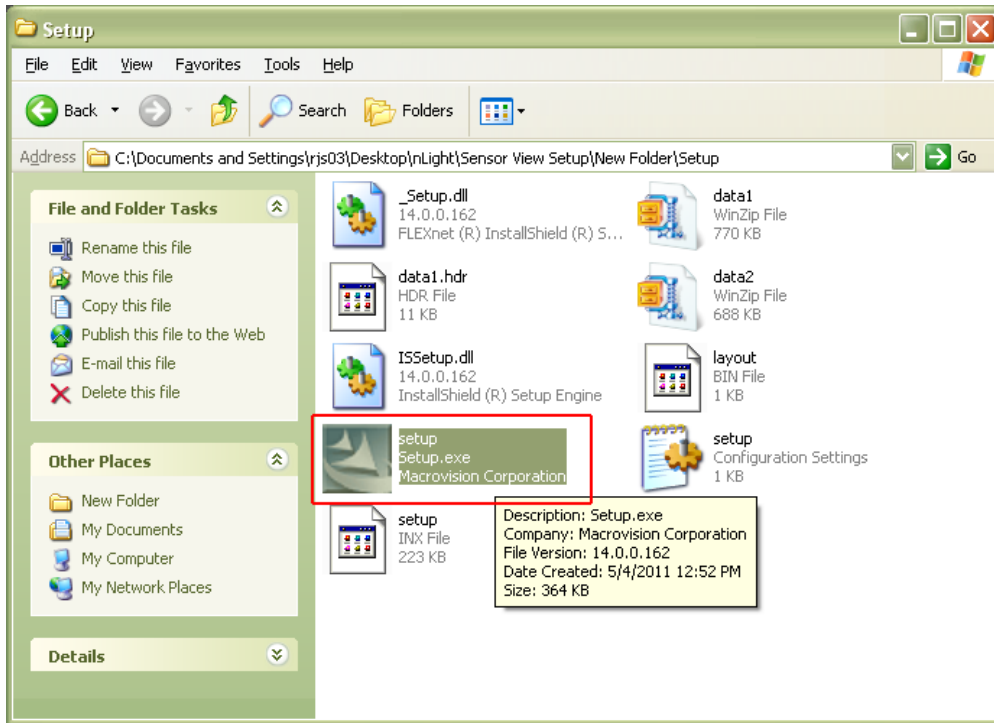 Setup
File Edit View Favorites Tools Help
Back Search Folders
Address C:\Documents and Settings\rjs03\Desktop\nLight\Sensor View Setup\New Folder\Setup Go
File and Folder Tasks
Rename this file
Move this file
Copy this file
Publish this file to the Web
E-mail this file
Delete this file
Other Places
New Folder
My Documents
My Computer
My Network Places
Details
_Setup.dll
14.0.0.162
FLEXnet (R) InstallShield (R) S...
data1
WinZip File
770 KB
data1.hdr
HDR File
11 KB
data2
WinZip File
688 KB
ISSetup.dll
14.0.0.162
InstallShield (R) Setup Engine
layout
BIN File
1 KB
setup
Setup.exe
Macrovision Corporation
setup
Configuration Settings
1 KB
setup
INX File
223 KB
Description: Setup.exe
Company: Macrovision Corporation
File Version: 14.0.0.162
Date Created: 5/4/2011 12:52 PM
Size: 364 KB